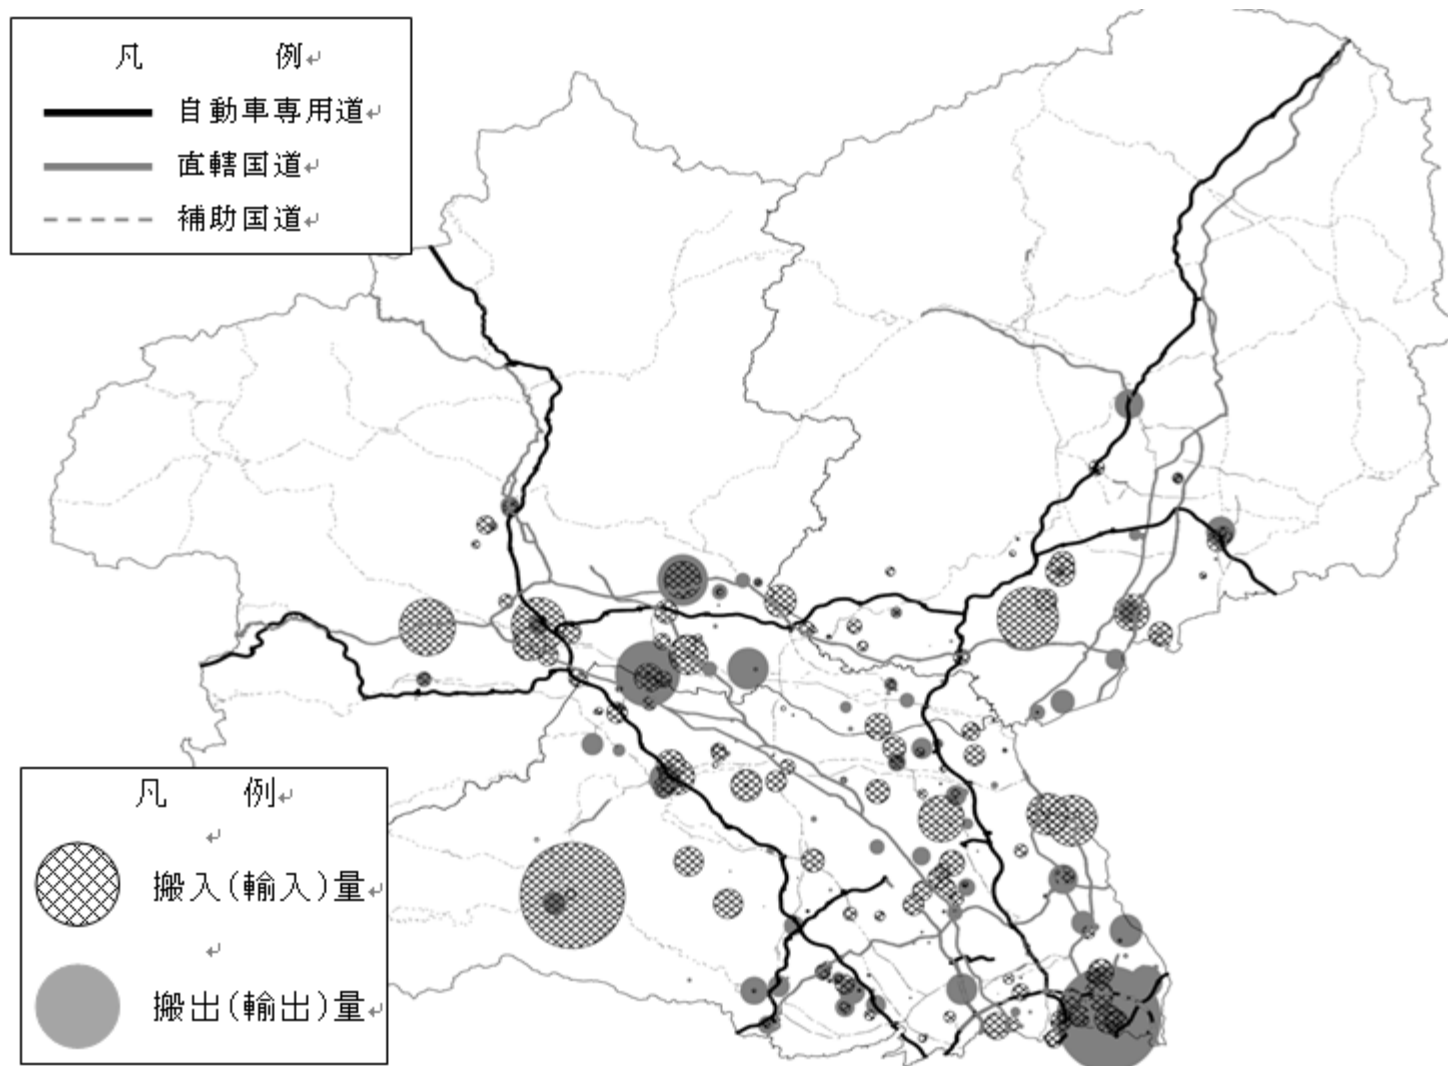 凡 例↵
自動車専用道↵
直轄国道↵
補助国道↵
凡 例↵
↵
搬入(輸入)量↵
↵
搬出(輸出)量↵